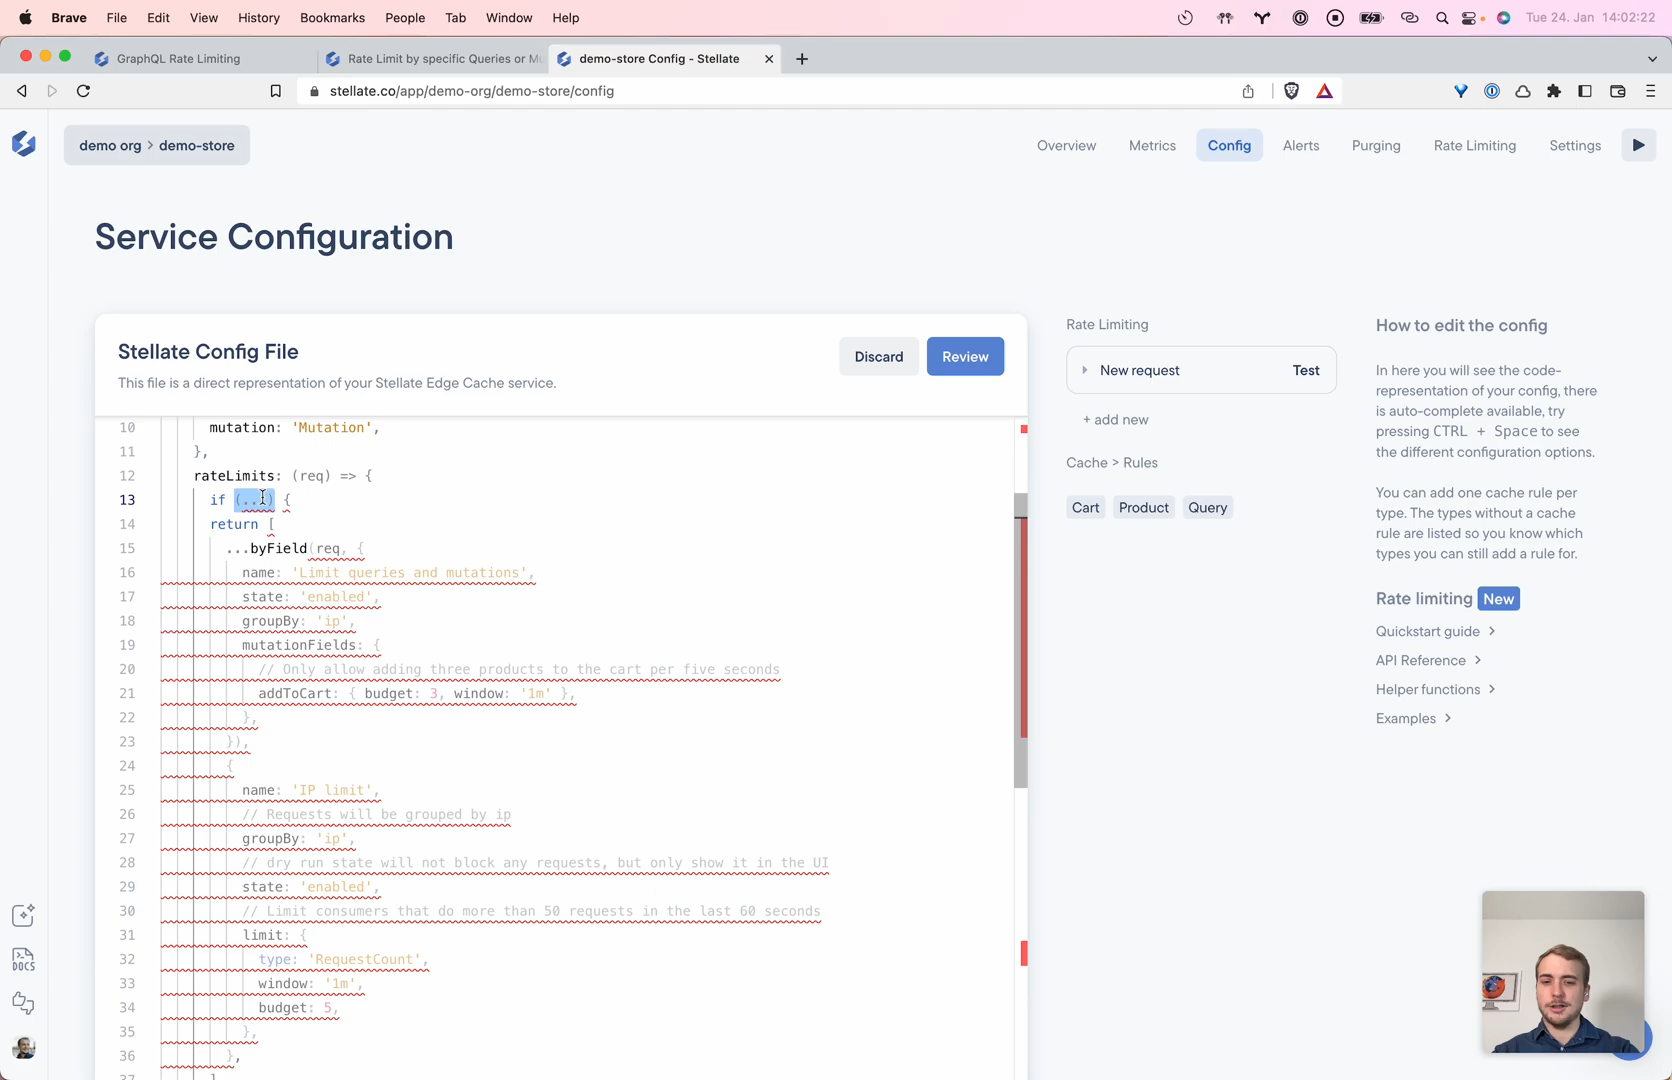 Brave File Edit View History Bookmarks People Tab Window Help
Tue 24. Jan 14:02:22
GraphQL Rate Limiting
Rate Limit by specific Queries or Mu
demo-store Config - Stellate
stellate.co/app/demo-org/demo-store/config
demo org > demo-store
Overview Metrics Config Alerts Purging Rate Limiting Settings
Service Configuration
Stellate Config File
This file is a direct representation of your Stellate Edge Cache service.
Discard Review
10 mutation: 'Mutation',
11 },
12 rateLimits: (req) => {
13 if (...) {
14 return [
15 ...byField(req, {
16 name: 'Limit queries and mutations',
17 state: 'enabled',
18 groupBy: 'ip',
19 mutationFields: {
20 // Only allow adding three products to the cart per five seconds
21 addToCart: { budget: 3, window: '1m' },
22 },
23 }),
24 {
25 name: 'IP limit',
26 // Requests will be grouped by ip
27 groupBy: 'ip',
28 // dry run state will not block any requests, but only show it in the UI
29 state: 'enabled',
30 // Limit consumers that do more than 50 requests in the last 60 seconds
31 limit: {
32 type: 'RequestCount',
33 window: '1m',
34 budget: 5,
35 },
36 },
37 ]
Rate Limiting
New request Test
+ add new
Cache > Rules
Cart Product Query
How to edit the config
In here you will see the code-
representation of your config, there
is auto-complete available, try
pressing CTRL + Space to see
the different configuration options.
You can add one cache rule per
type. The types without a cache
rule are listed so you know which
types you can still add a rule for.
Rate limiting New
Quickstart guide >
API Reference >
Helper functions >
Examples >
DOCS